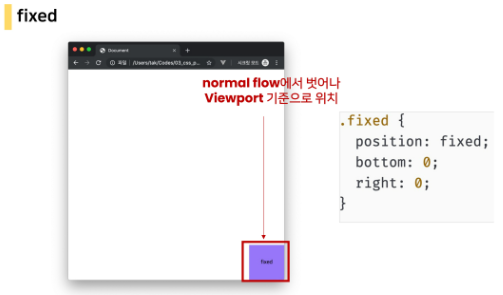 fixed
Document
파일 | /Users/tak/Codes/03_css_p...
시크릿 모드
normal flow에서 벗어나
Viewport 기준으로 위치
.fixed {
position: fixed;
bottom: 0;
right: 0;
}
fixed